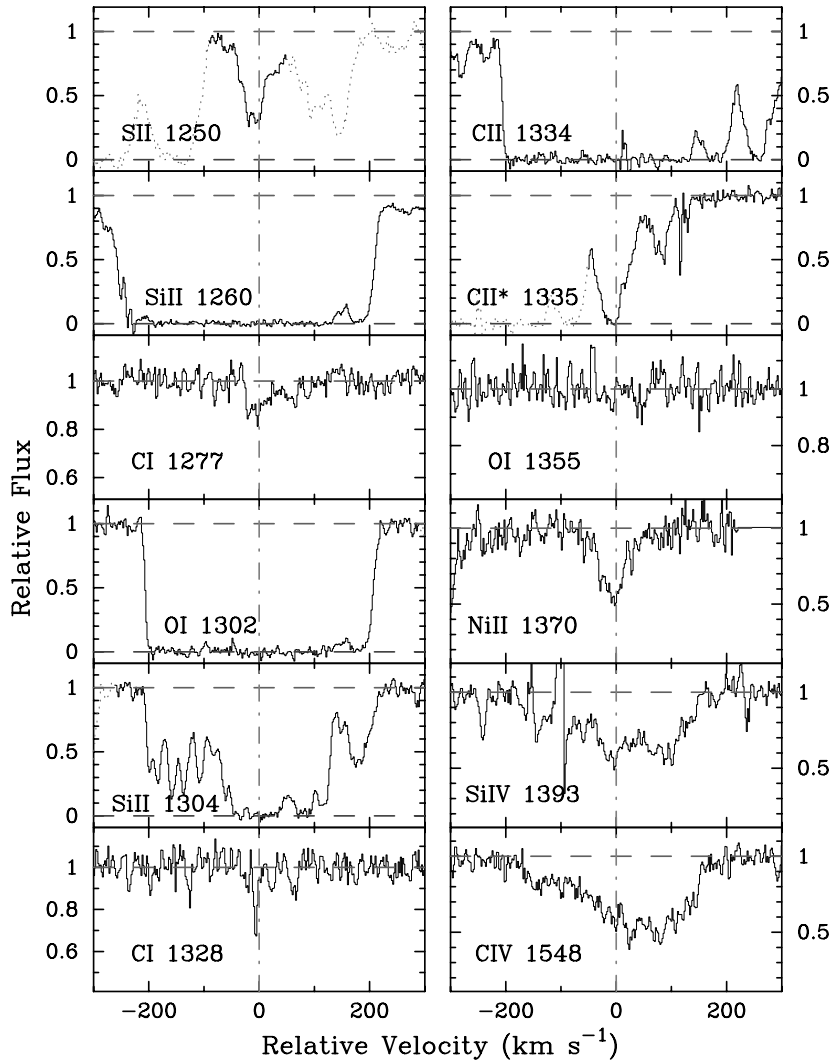 1
0.5
0
SII 1250
1
0.5
0
CII 1334
1
0.5
0
SiII 1260
1
0.5
0
CII* 1335
1
0.8
0.6
CI 1277
1
0.8
OI 1355
1
0.5
0
OI 1302
1
0.5
NiII 1370
1
0.5
0
SiII 1304
1
0.5
SiIV 1393
1
0.8
0.6
CI 1328
1
0.5
CIV 1548
Relative Flux
−200 0 200 −200 0 200
Relative Velocity (km s⁻¹)